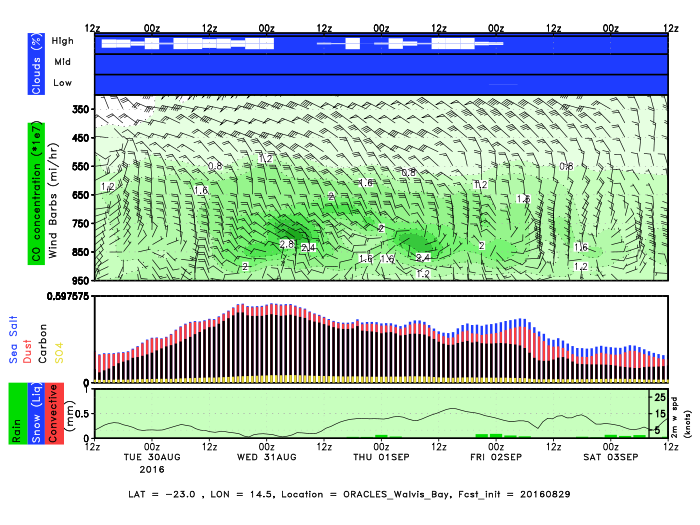 12z 00z 12z 00z 12z 00z 12z 00z 12z 00z 12z
Clouds (%)
High
Mid
Low
CO concentration (*1e7)
Wind Barbs (mi/hr)
350
450
550
650
750
850
950
0.8 1.2 0.8 0.8
1.2 1.6 1.6 1.2 1.6
2 2
2.8 2.4 2 1.6 1.6 2.4 2 1.6
2 1.2 1.2
0.597575
Sea Salt
Dust
Carbon
SO4
0
Rain
Snow (Liq)
Convective
(mm)
1
0.5
0
25
15
5
2m w spd
(knots)
12z 00z 12z 00z 12z 00z 12z 00z 12z 00z 12z
TUE 30AUG WED 31AUG THU 01SEP FRI 02SEP SAT 03SEP
2016
LAT = -23.0 , LON = 14.5, Location = ORACLES_Walvis_Bay, Fcst_init = 20160829